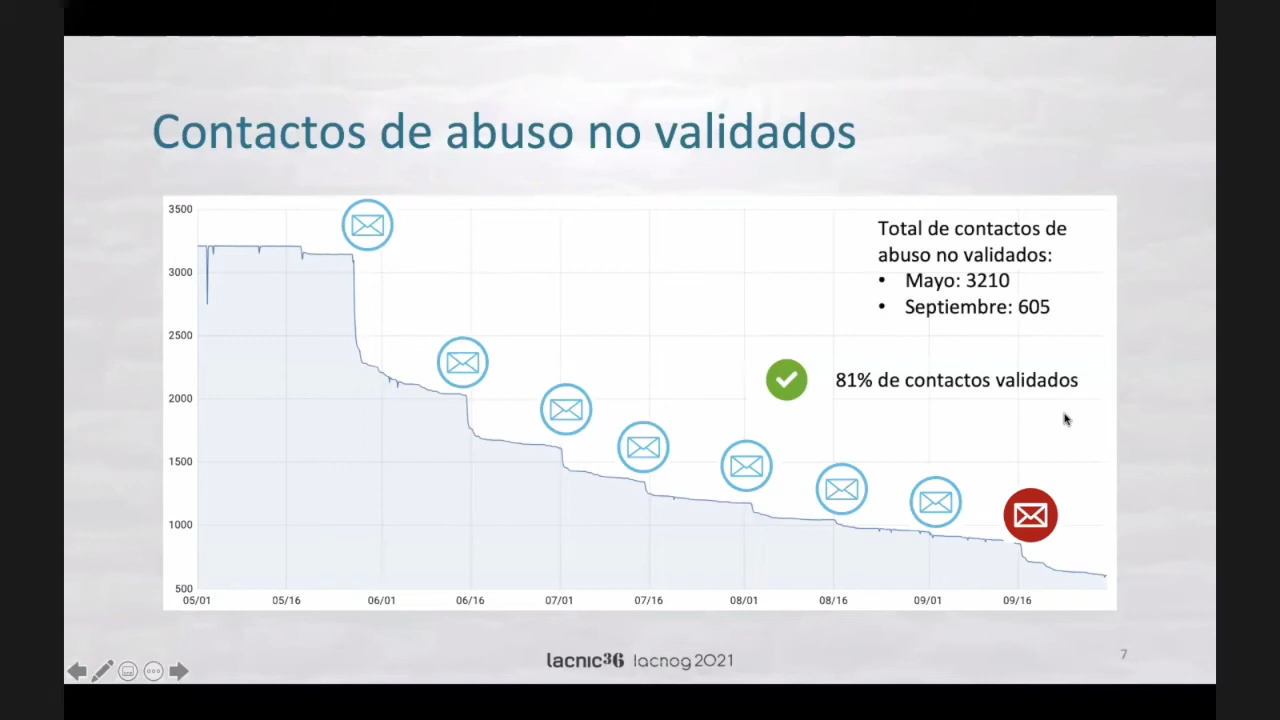 Contactos de abuso no validados
3500
3000
2500
2000
1500
1000
500
05/01 05/16 06/01 06/16 07/01 07/16 08/01 08/16 09/01 09/16
Total de contactos de
abuso no validados:
• Mayo: 3210
• Septiembre: 605
81% de contactos validados
lacnic36 lacnog2021
7